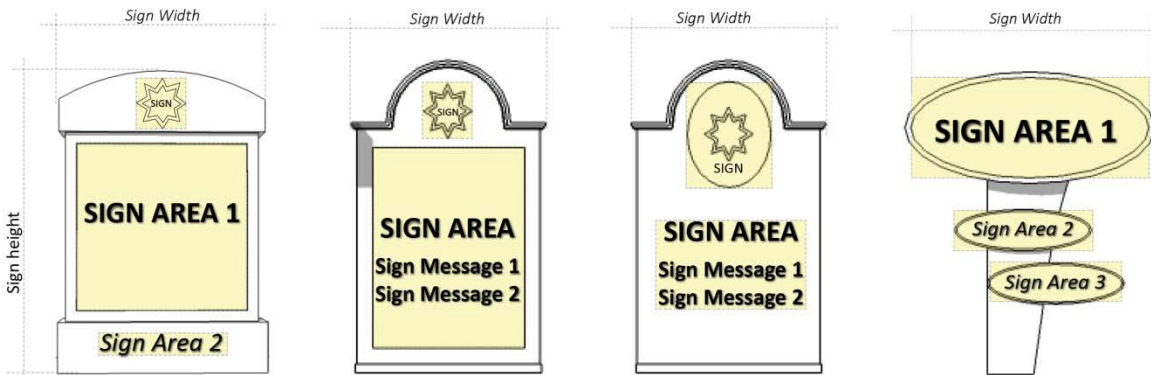 Sign Width
Sign height
SIGN
SIGN AREA 1
Sign Area 2
Sign Width
SIGN
SIGN AREA
Sign Message 1
Sign Message 2
Sign Width
SIGN
SIGN AREA
Sign Message 1
Sign Message 2
Sign Width
SIGN AREA 1
Sign Area 2
Sign Area 3